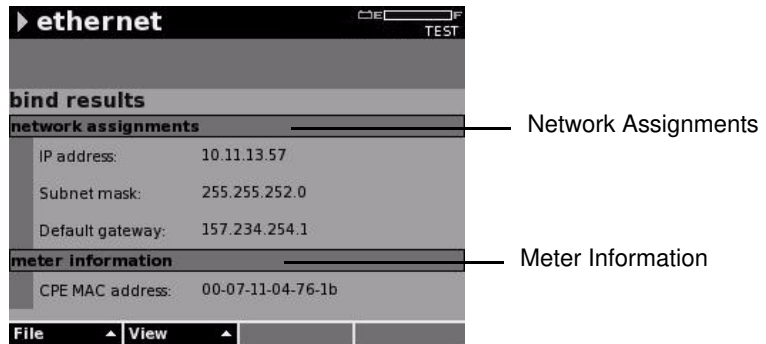 ethernet
E F
TEST
bind results
network assignments
Network Assignments
IP address: 10.11.13.57
Subnet mask: 255.255.252.0
Default gateway: 157.234.254.1
meter information
Meter Information
CPE MAC address: 00-07-11-04-76-1b
File View